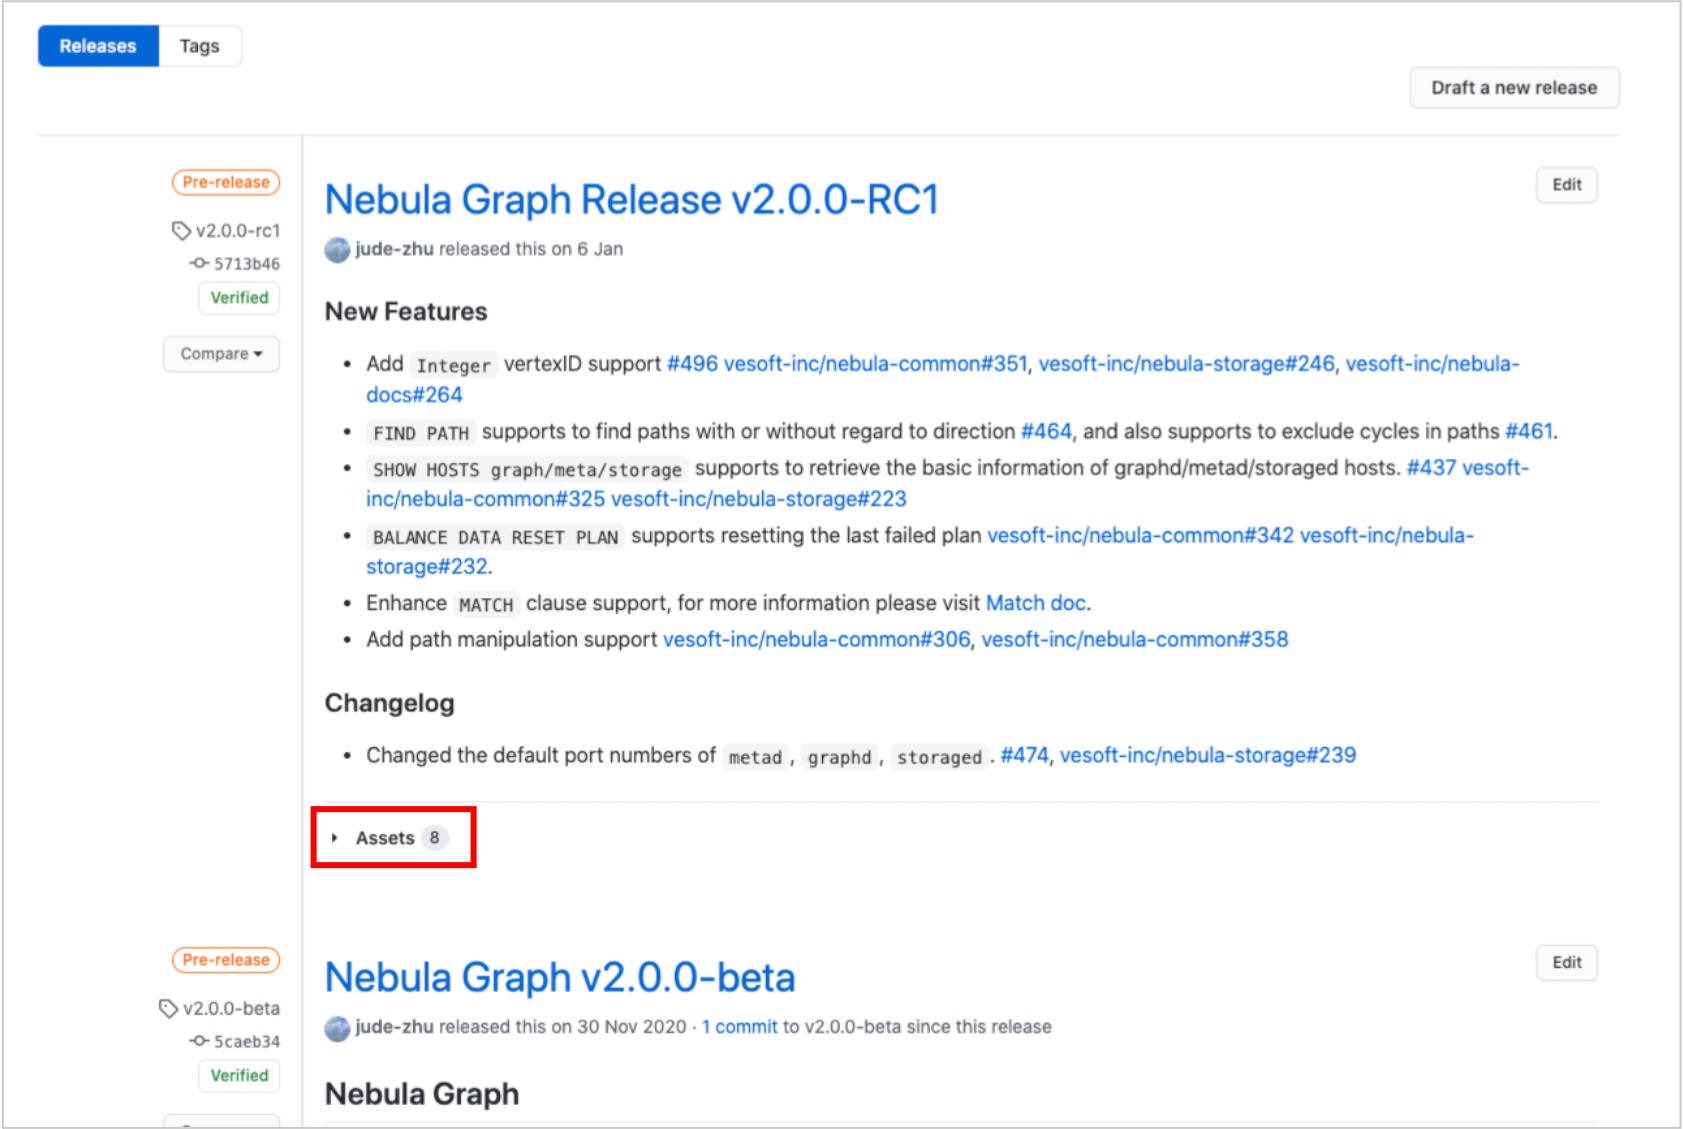 Releases Tags
Draft a new release
Pre-release
v2.0.0-rc1
5713b46
Verified
Compare
Nebula Graph Release v2.0.0-RC1
Edit
jude-zhu released this on 6 Jan
New Features
• Add Integer vertexID support #496 vesoft-inc/nebula-common#351, vesoft-inc/nebula-storage#246, vesoft-inc/nebula-
docs#264
• FIND PATH supports to find paths with or without regard to direction #464, and also supports to exclude cycles in paths #461.
• SHOW HOSTS graph/meta/storage supports to retrieve the basic information of graphd/metad/storaged hosts. #437 vesoft-
inc/nebula-common#325 vesoft-inc/nebula-storage#223
• BALANCE DATA RESET PLAN supports resetting the last failed plan vesoft-inc/nebula-common#342 vesoft-inc/nebula-
storage#232.
• Enhance MATCH clause support, for more information please visit Match doc.
• Add path manipulation support vesoft-inc/nebula-common#306, vesoft-inc/nebula-common#358
Changelog
• Changed the default port numbers of metad, graphd, storaged. #474, vesoft-inc/nebula-storage#239
Assets 8
Pre-release
v2.0.0-beta
5caeb34
Verified
Nebula Graph v2.0.0-beta
Edit
jude-zhu released this on 30 Nov 2020 · 1 commit to v2.0.0-beta since this release
Nebula Graph